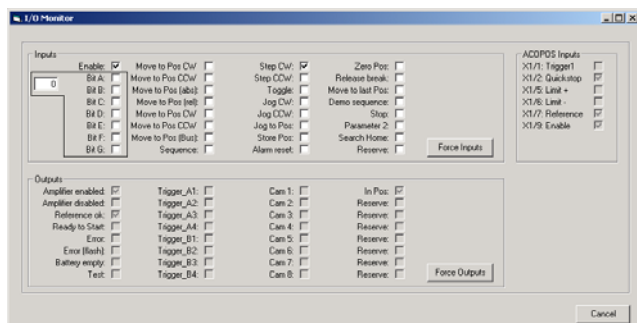 I/O Monitor
Inputs
Enable: Move to Pos CW Step CW: Zero Pos:
0 Bit A: Move to Pos CCW Step CCW: Release break:
Bit B: Move to Pos (abs): Toggle: Move to last Pos:
Bit C: Move to Pos (rel): Jog CW: Demo sequence:
Bit D: Move to Pos CW Jog CCW: Stop:
Bit E: Move to Pos CCW Jog to Pos: Parameter 2:
Bit F: Move to Pos (Bus): Store Pos: Search Home:
Bit G: Sequence: Alarm reset: Reserve:
Force Inputs
ACOPOS Inputs
X1/1: Trigger1
X1/2: Quickstop
X1/5: Limit +
X1/6: Limit -
X1/7: Reference
X1/9: Enable
Outputs
Amplifier enabled: Trigger_A1: Cam 1: In Pos:
Amplifier disabled: Trigger_A2: Cam 2: Reserve:
Reference ok: Trigger_A3: Cam 3: Reserve:
Ready to Start: Trigger_A4: Cam 4: Reserve:
Error: Trigger_B1: Cam 5: Reserve:
Error (flash): Trigger_B2: Cam 6: Reserve:
Battery empty: Trigger_B3: Cam 7: Reserve:
Test: Trigger_B4: Cam 8: Reserve:
Force Outputs
Cancel